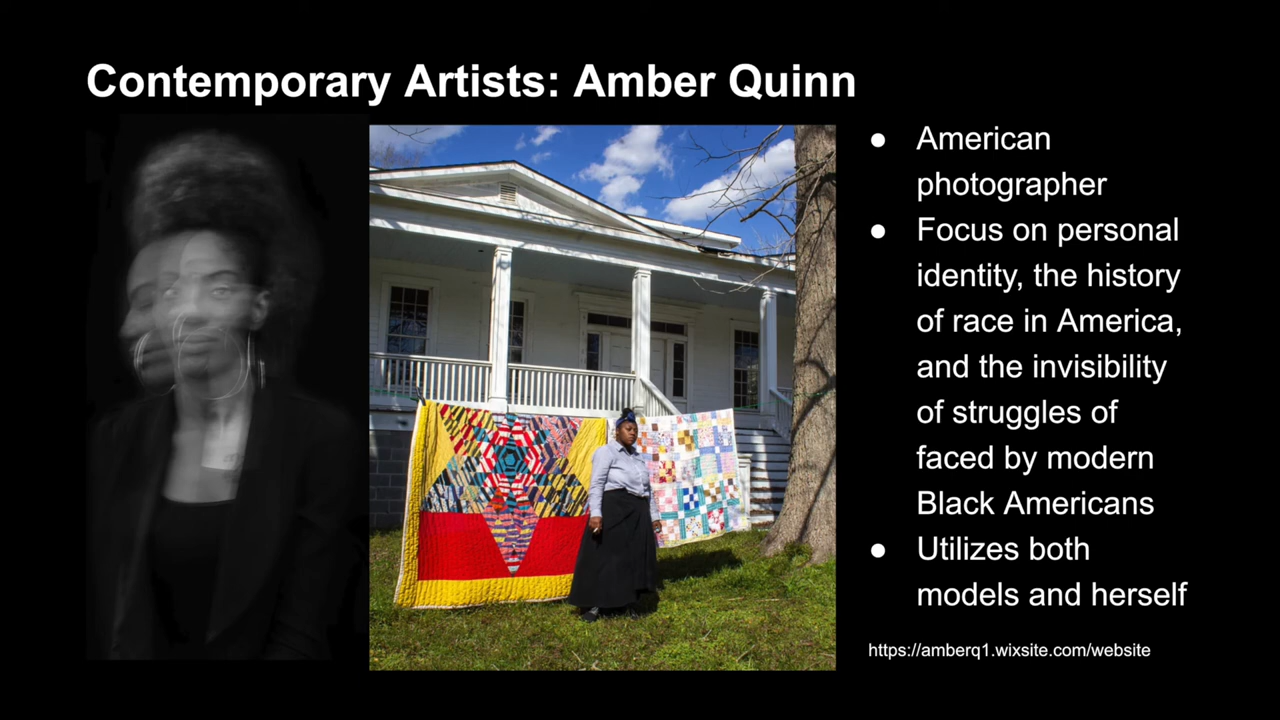 Contemporary Artists: Amber Quinn
● American
photographer
● Focus on personal
identity, the history
of race in America,
and the invisibility
of struggles of
faced by modern
Black Americans
● Utilizes both
models and herself
https://amberq1.wixsite.com/website